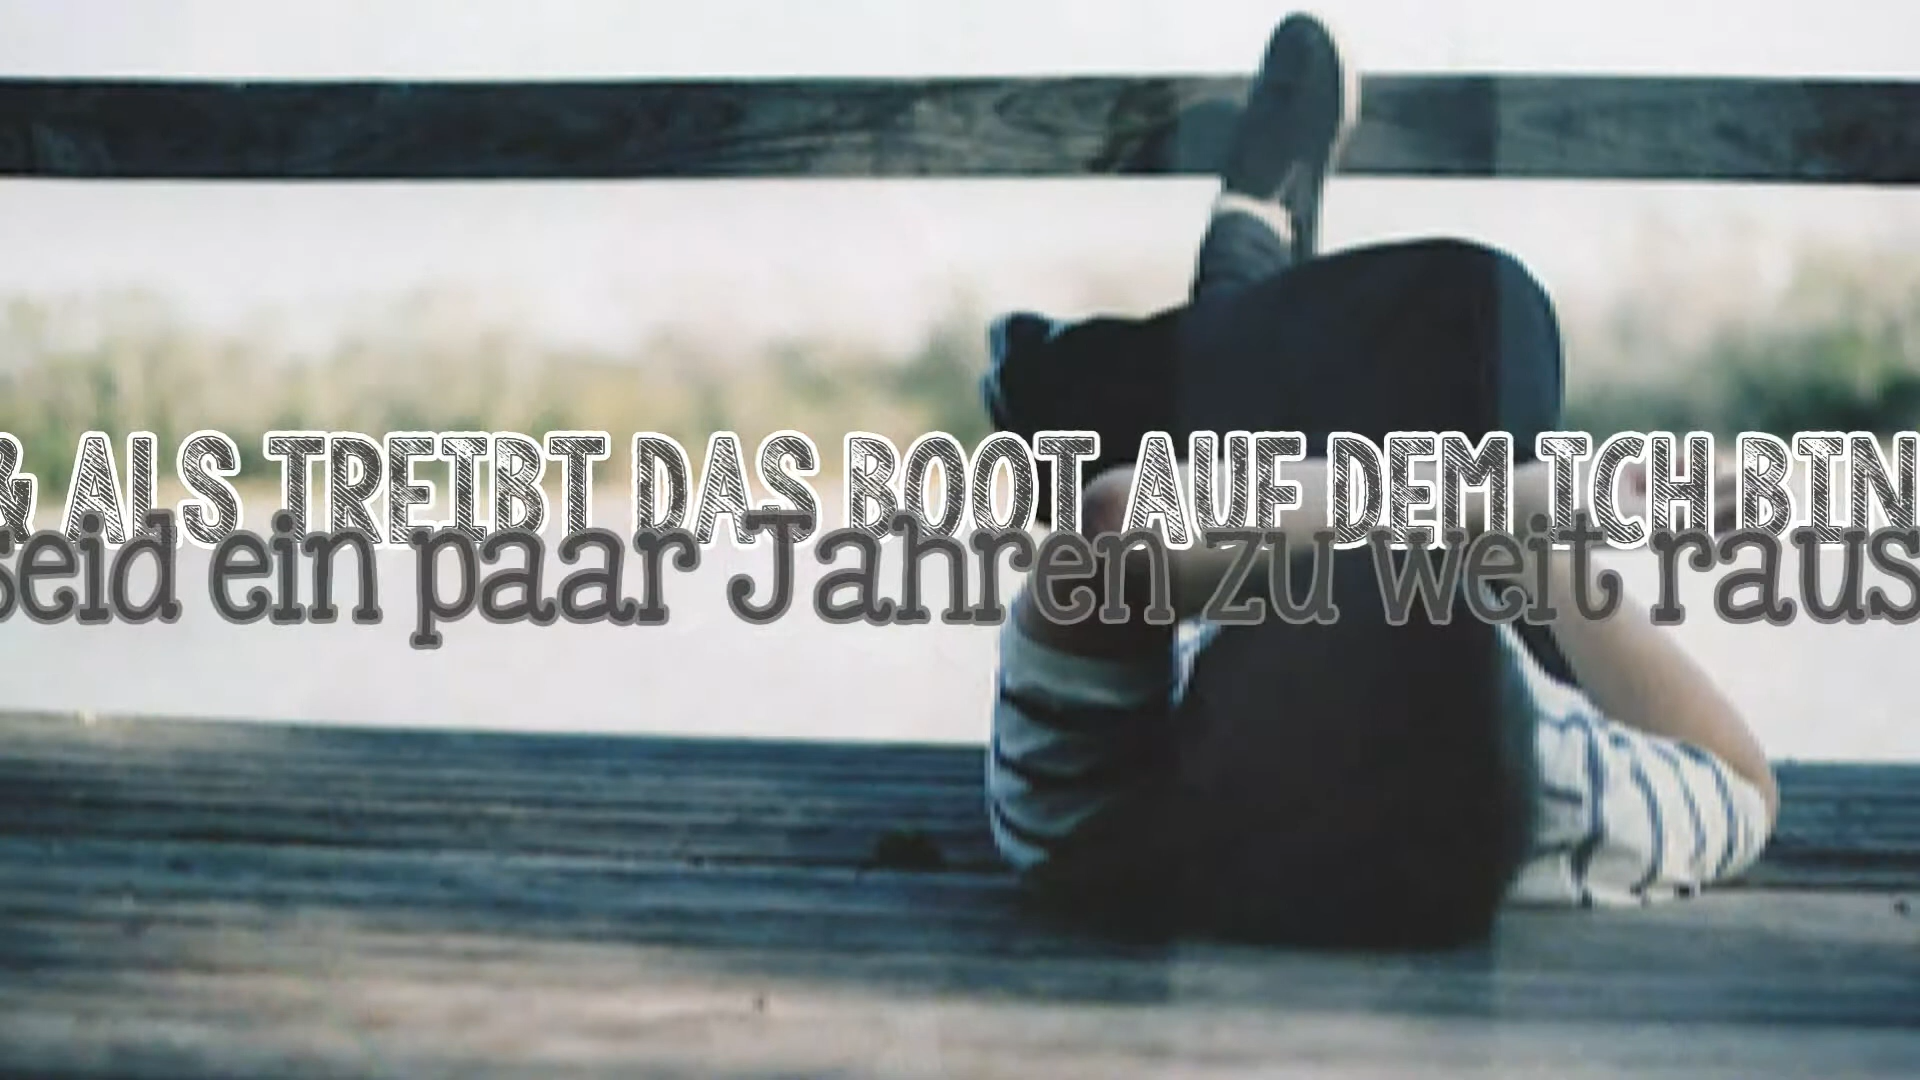 & ALS TREIBT DAS BOOT AUF DEM ICH BIN
seid ein paar Jahren zu weit raus